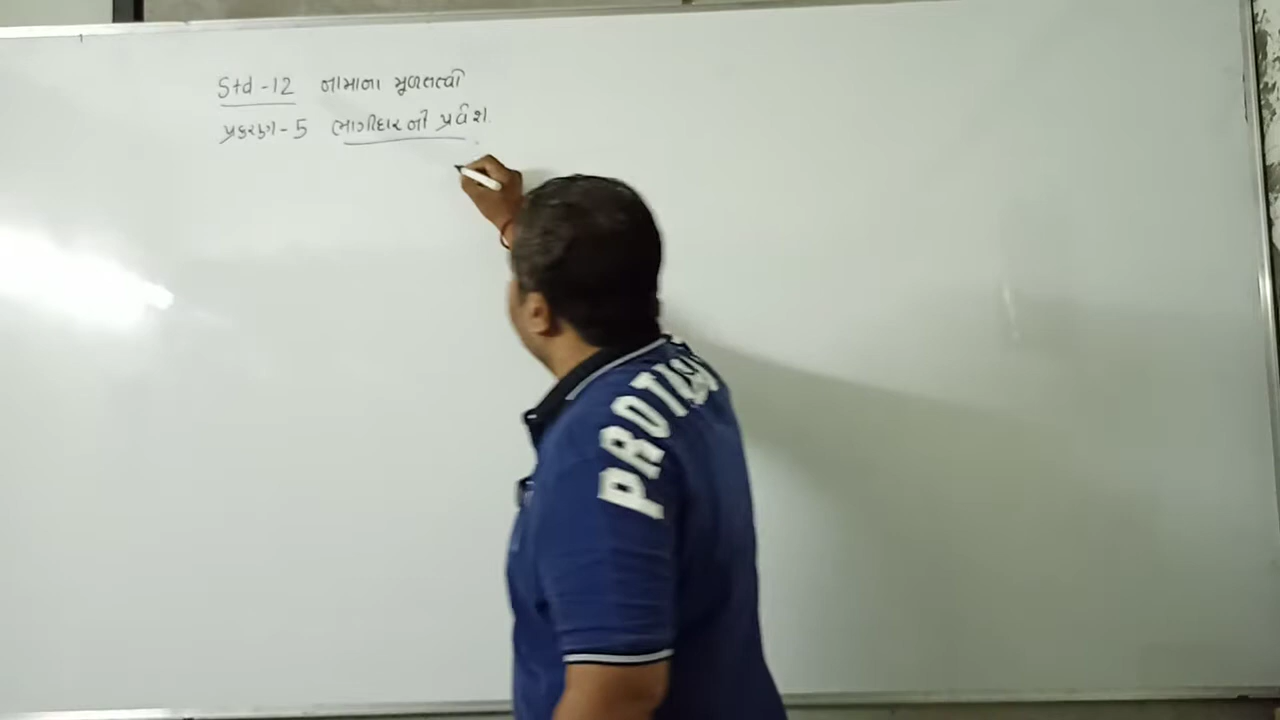 Std - 12 નામાના મૂળતત્વો
પ્રકરણ - 5 ભાગીદારનો પ્રવેશ.